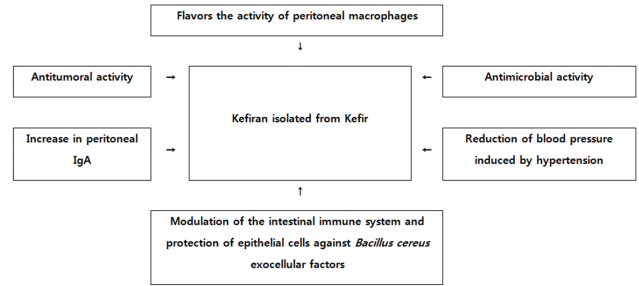 Flavors the activity of peritoneal macrophages
↓
Antitumoral activity
→
←
Antimicrobial activity
Kefiran isolated from Kefir
Increase in peritoneal
IgA
→
←
Reduction of blood pressure
induced by hypertension
↑
Modulation of the intestinal immune system and
protection of epithelial cells against Bacillus cereus
exocellular factors